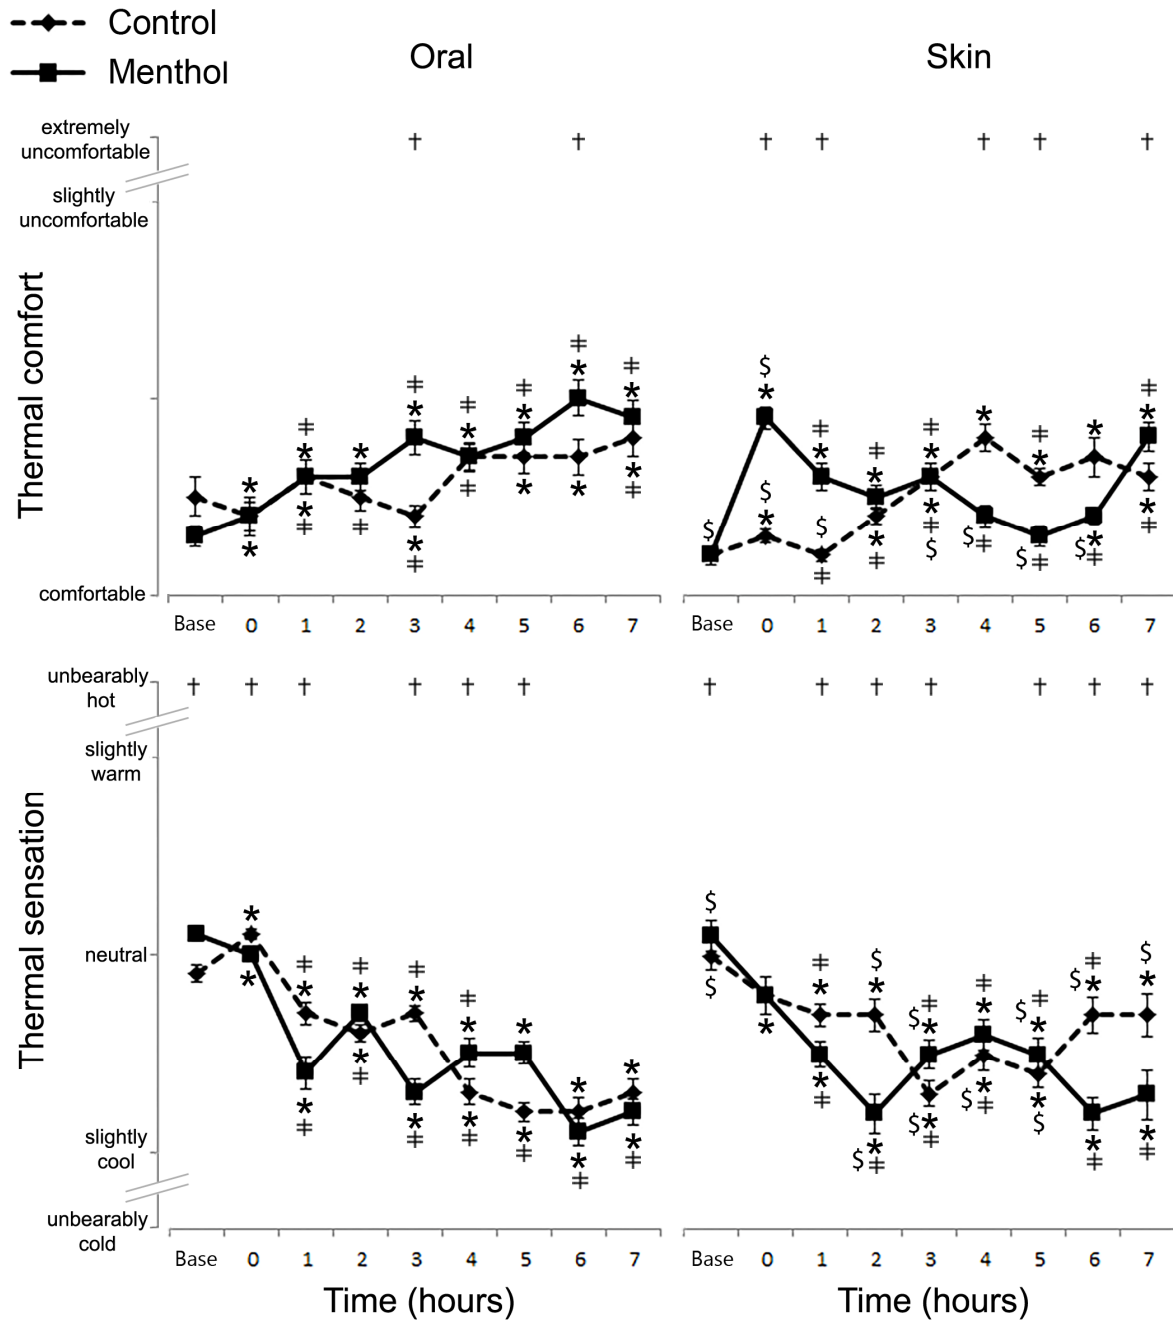 Control
Menthol
Oral
Skin
extremely
uncomfortable
† † † † † † †
slightly
uncomfortable
Thermal comfort
comfortable
Base 0 1 2 3 4 5 6 7
Base 0 1 2 3 4 5 6 7
unbearably
hot
† † † † † † † † † † † † †
slightly
warm
Thermal sensation
neutral
slightly
cool
unbearably
cold
Base 0 1 2 3 4 5 6 7
Base 0 1 2 3 4 5 6 7
Time (hours)
Time (hours)